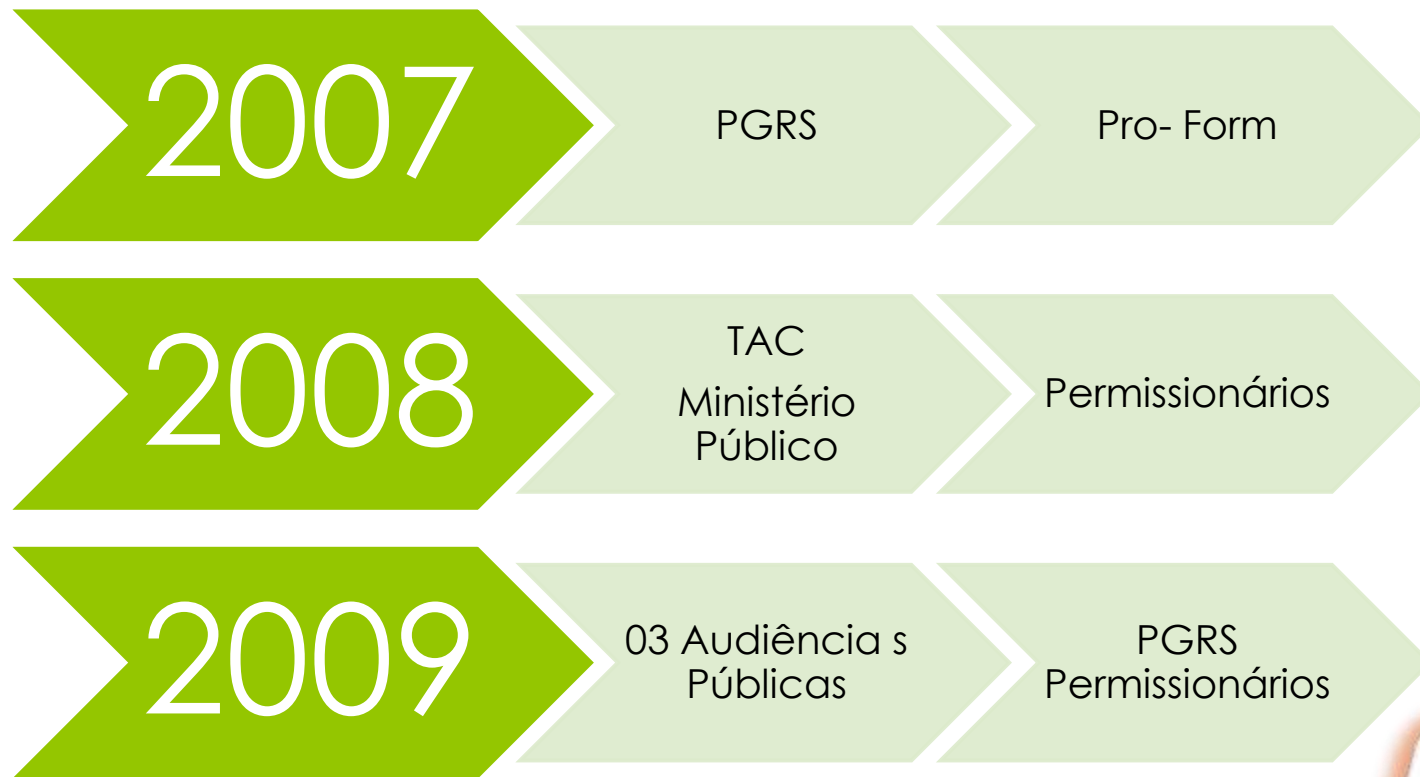 2007
PGRS
Pro- Form
2008
TAC
Ministério
Público
Permissionários
2009
03 Audiência s
Públicas
PGRS
Permissionários